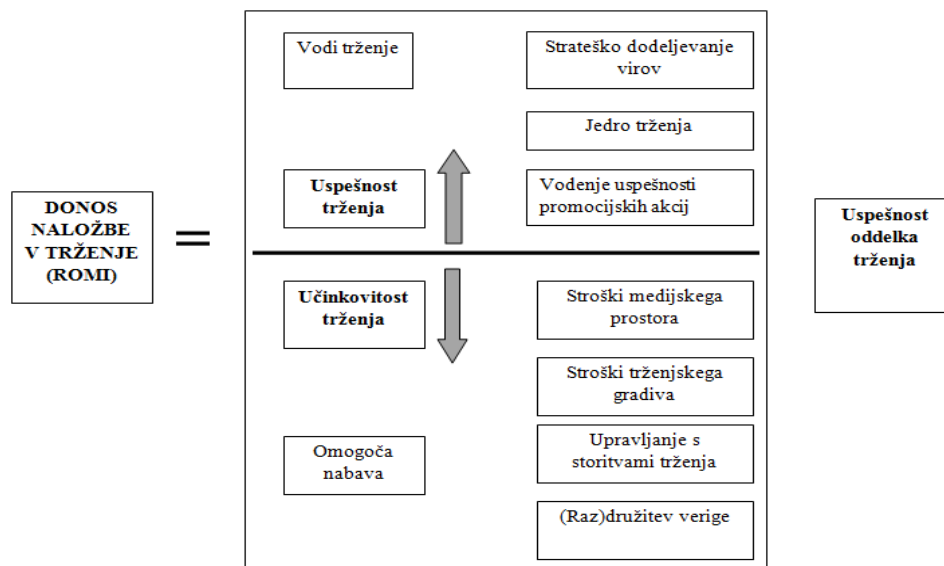 DONOS
NALOŽBE
V TRŽENJE
(ROMI)
=
Vodi trženje
Uspešnost
trženja
Strateško dodeljevanje
virov
Jedro trženja
Vodenje uspešnosti
promocijskih akcij
Učinkovitost
trženja
Omogoča
nabava
Stroški medijskega
prostora
Stroški trženjskega
gradiva
Upravljanje s
storitvami trženja
(Raz)družitev verige
Uspešnost
oddelka
trženja